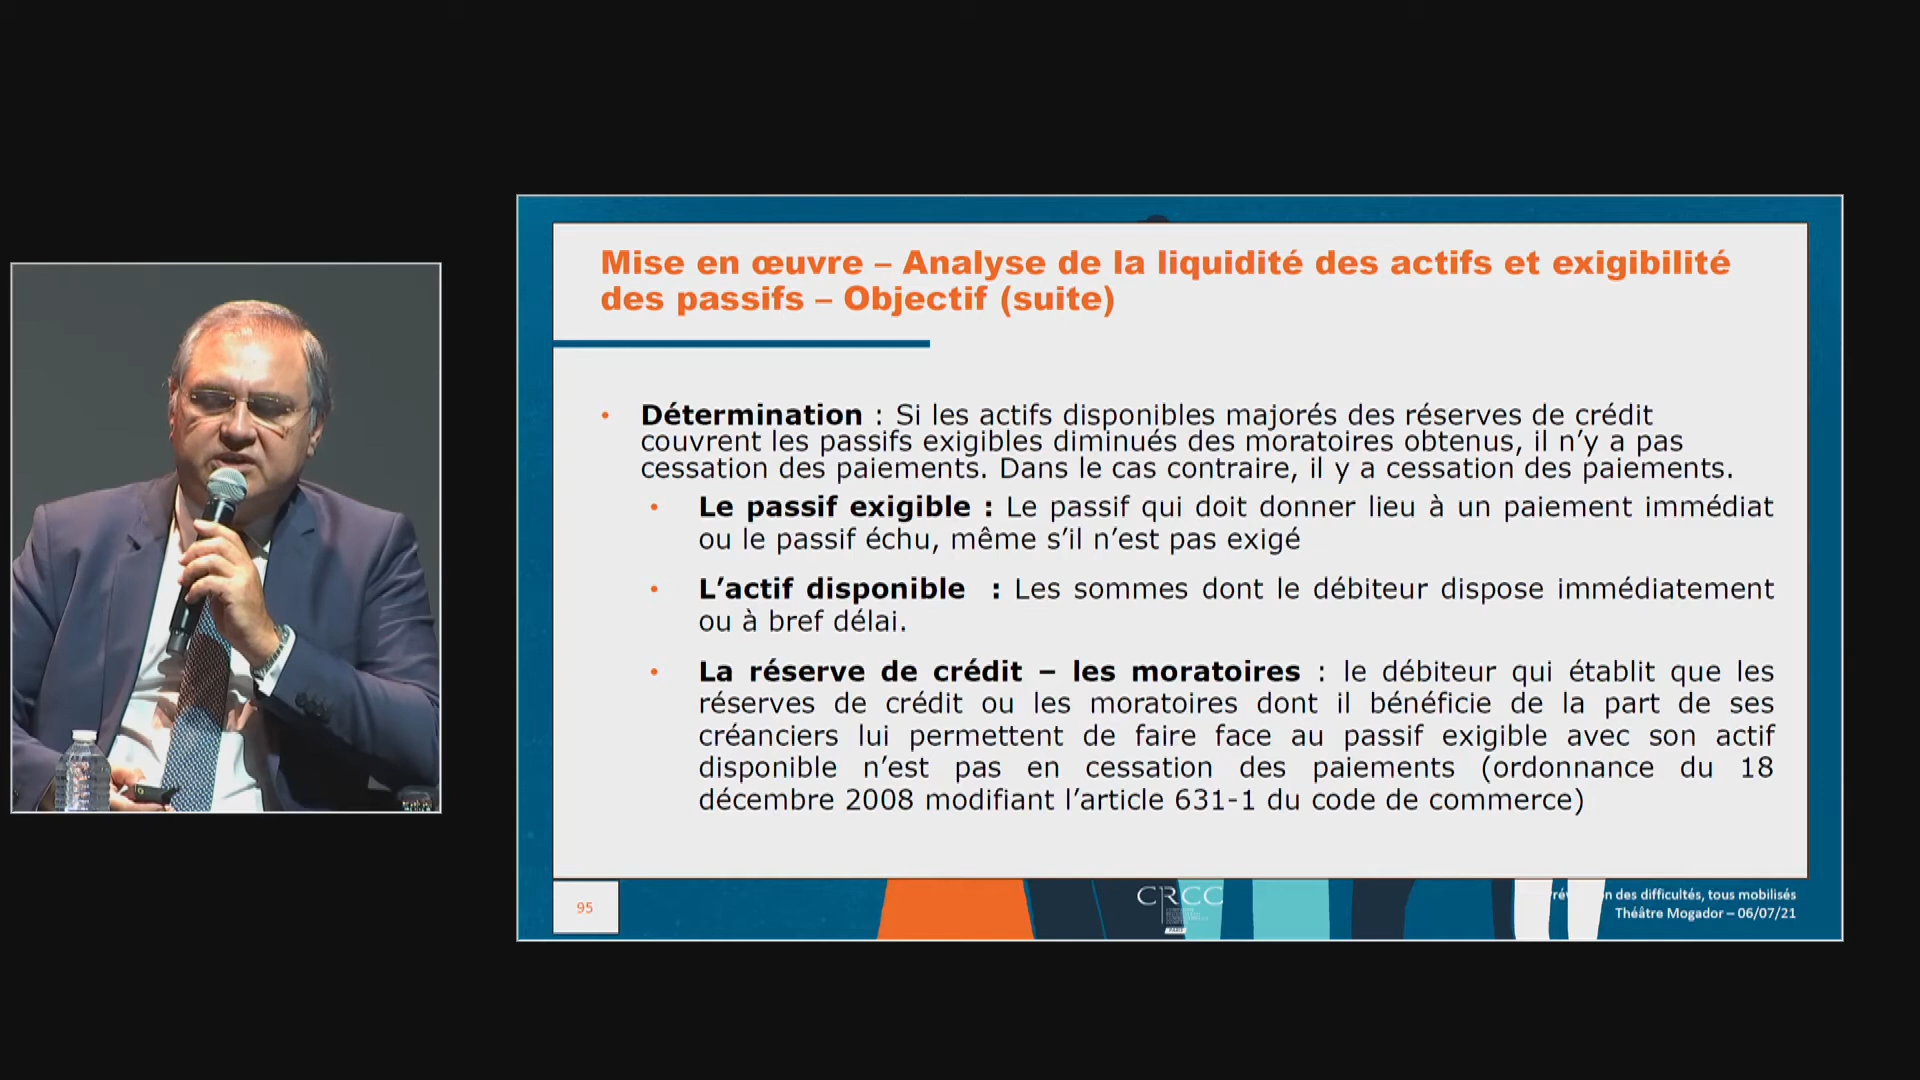 Mise en œuvre – Analyse de la liquidité des actifs et exigibilité
des passifs – Objectif (suite)
• Détermination : Si les actifs disponibles majorés des réserves de crédit
couvrent les passifs exigibles diminués des moratoires obtenus, il n’y a pas
cessation des paiements. Dans le cas contraire, il y a cessation des paiements.
• Le passif exigible : Le passif qui doit donner lieu à un paiement immédiat
ou le passif échu, même s’il n’est pas exigé
• L’actif disponible : Les sommes dont le débiteur dispose immédiatement
ou à bref délai.
• La réserve de crédit – les moratoires : le débiteur qui établit que les
réserves de crédit ou les moratoires dont il bénéficie de la part de ses
créanciers lui permettent de faire face au passif exigible avec son actif
disponible n’est pas en cessation des paiements (ordonnance du 18
décembre 2008 modifiant l’article 631-1 du code de commerce)
95
CRCC
PARIS
des difficultés, tous mobilisés
Théâtre Mogador – 06/07/21